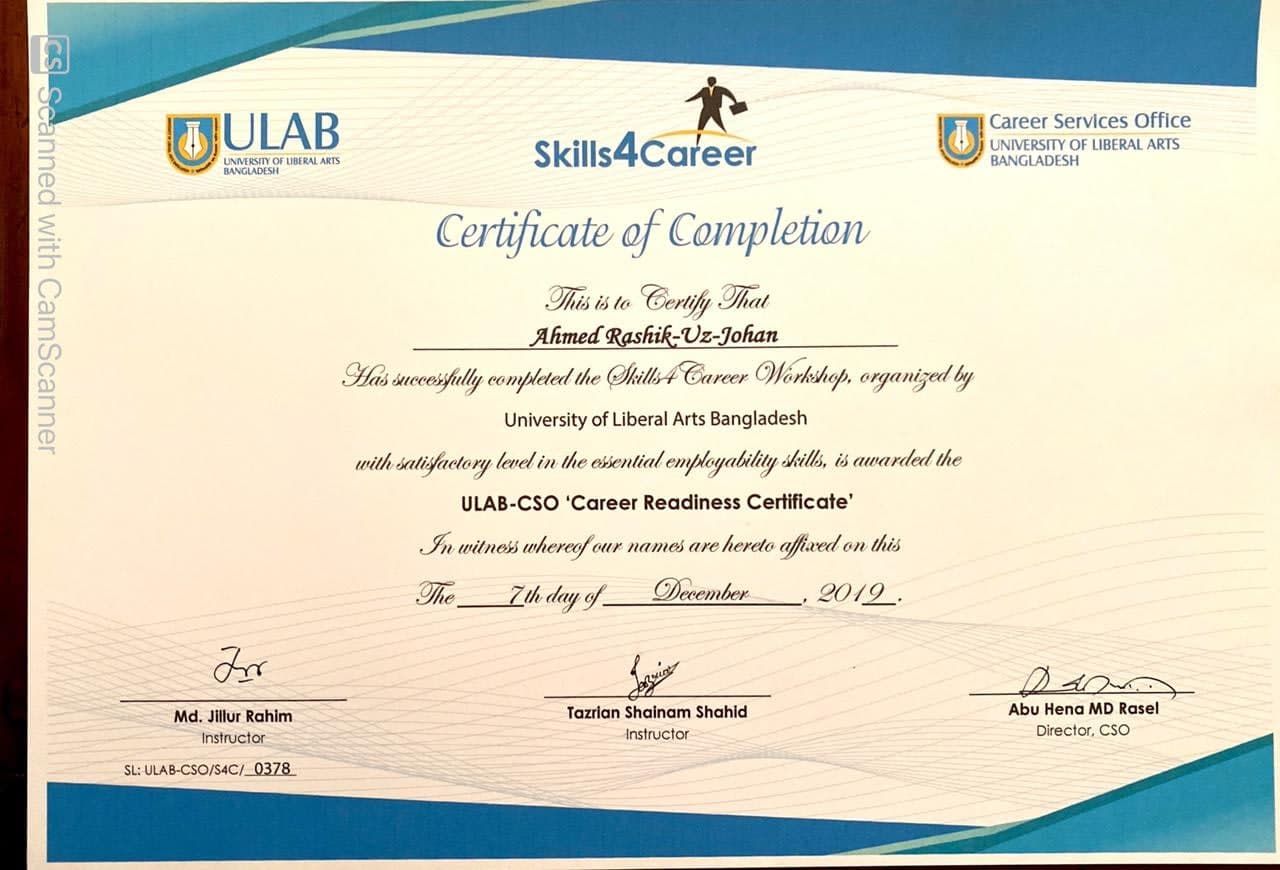 CS Scanned with CamScanner
ULAB
UNIVERSITY OF LIBERAL ARTS
BANGLADESH
Skills4Career
Career Services Office
UNIVERSITY OF LIBERAL ARTS
BANGLADESH
Certificate of Completion
This is to Certify That
Ahmed Rashik-Uz-Johan
Has successfully completed the Skills4Career Workshop, organized by
University of Liberal Arts Bangladesh
with satisfactory level in the essential employability skills, is awarded the
ULAB-CSO ‘Career Readiness Certificate’
In witness whereof our names are hereto affixed on this
The 7th day of December, 2019.
Md. Jillur Rahim
Instructor
SL: ULAB-CSO/S4C/ 0378
Tazrian Shainam Shahid
Instructor
Abu Hena MD Rasel
Director, CSO